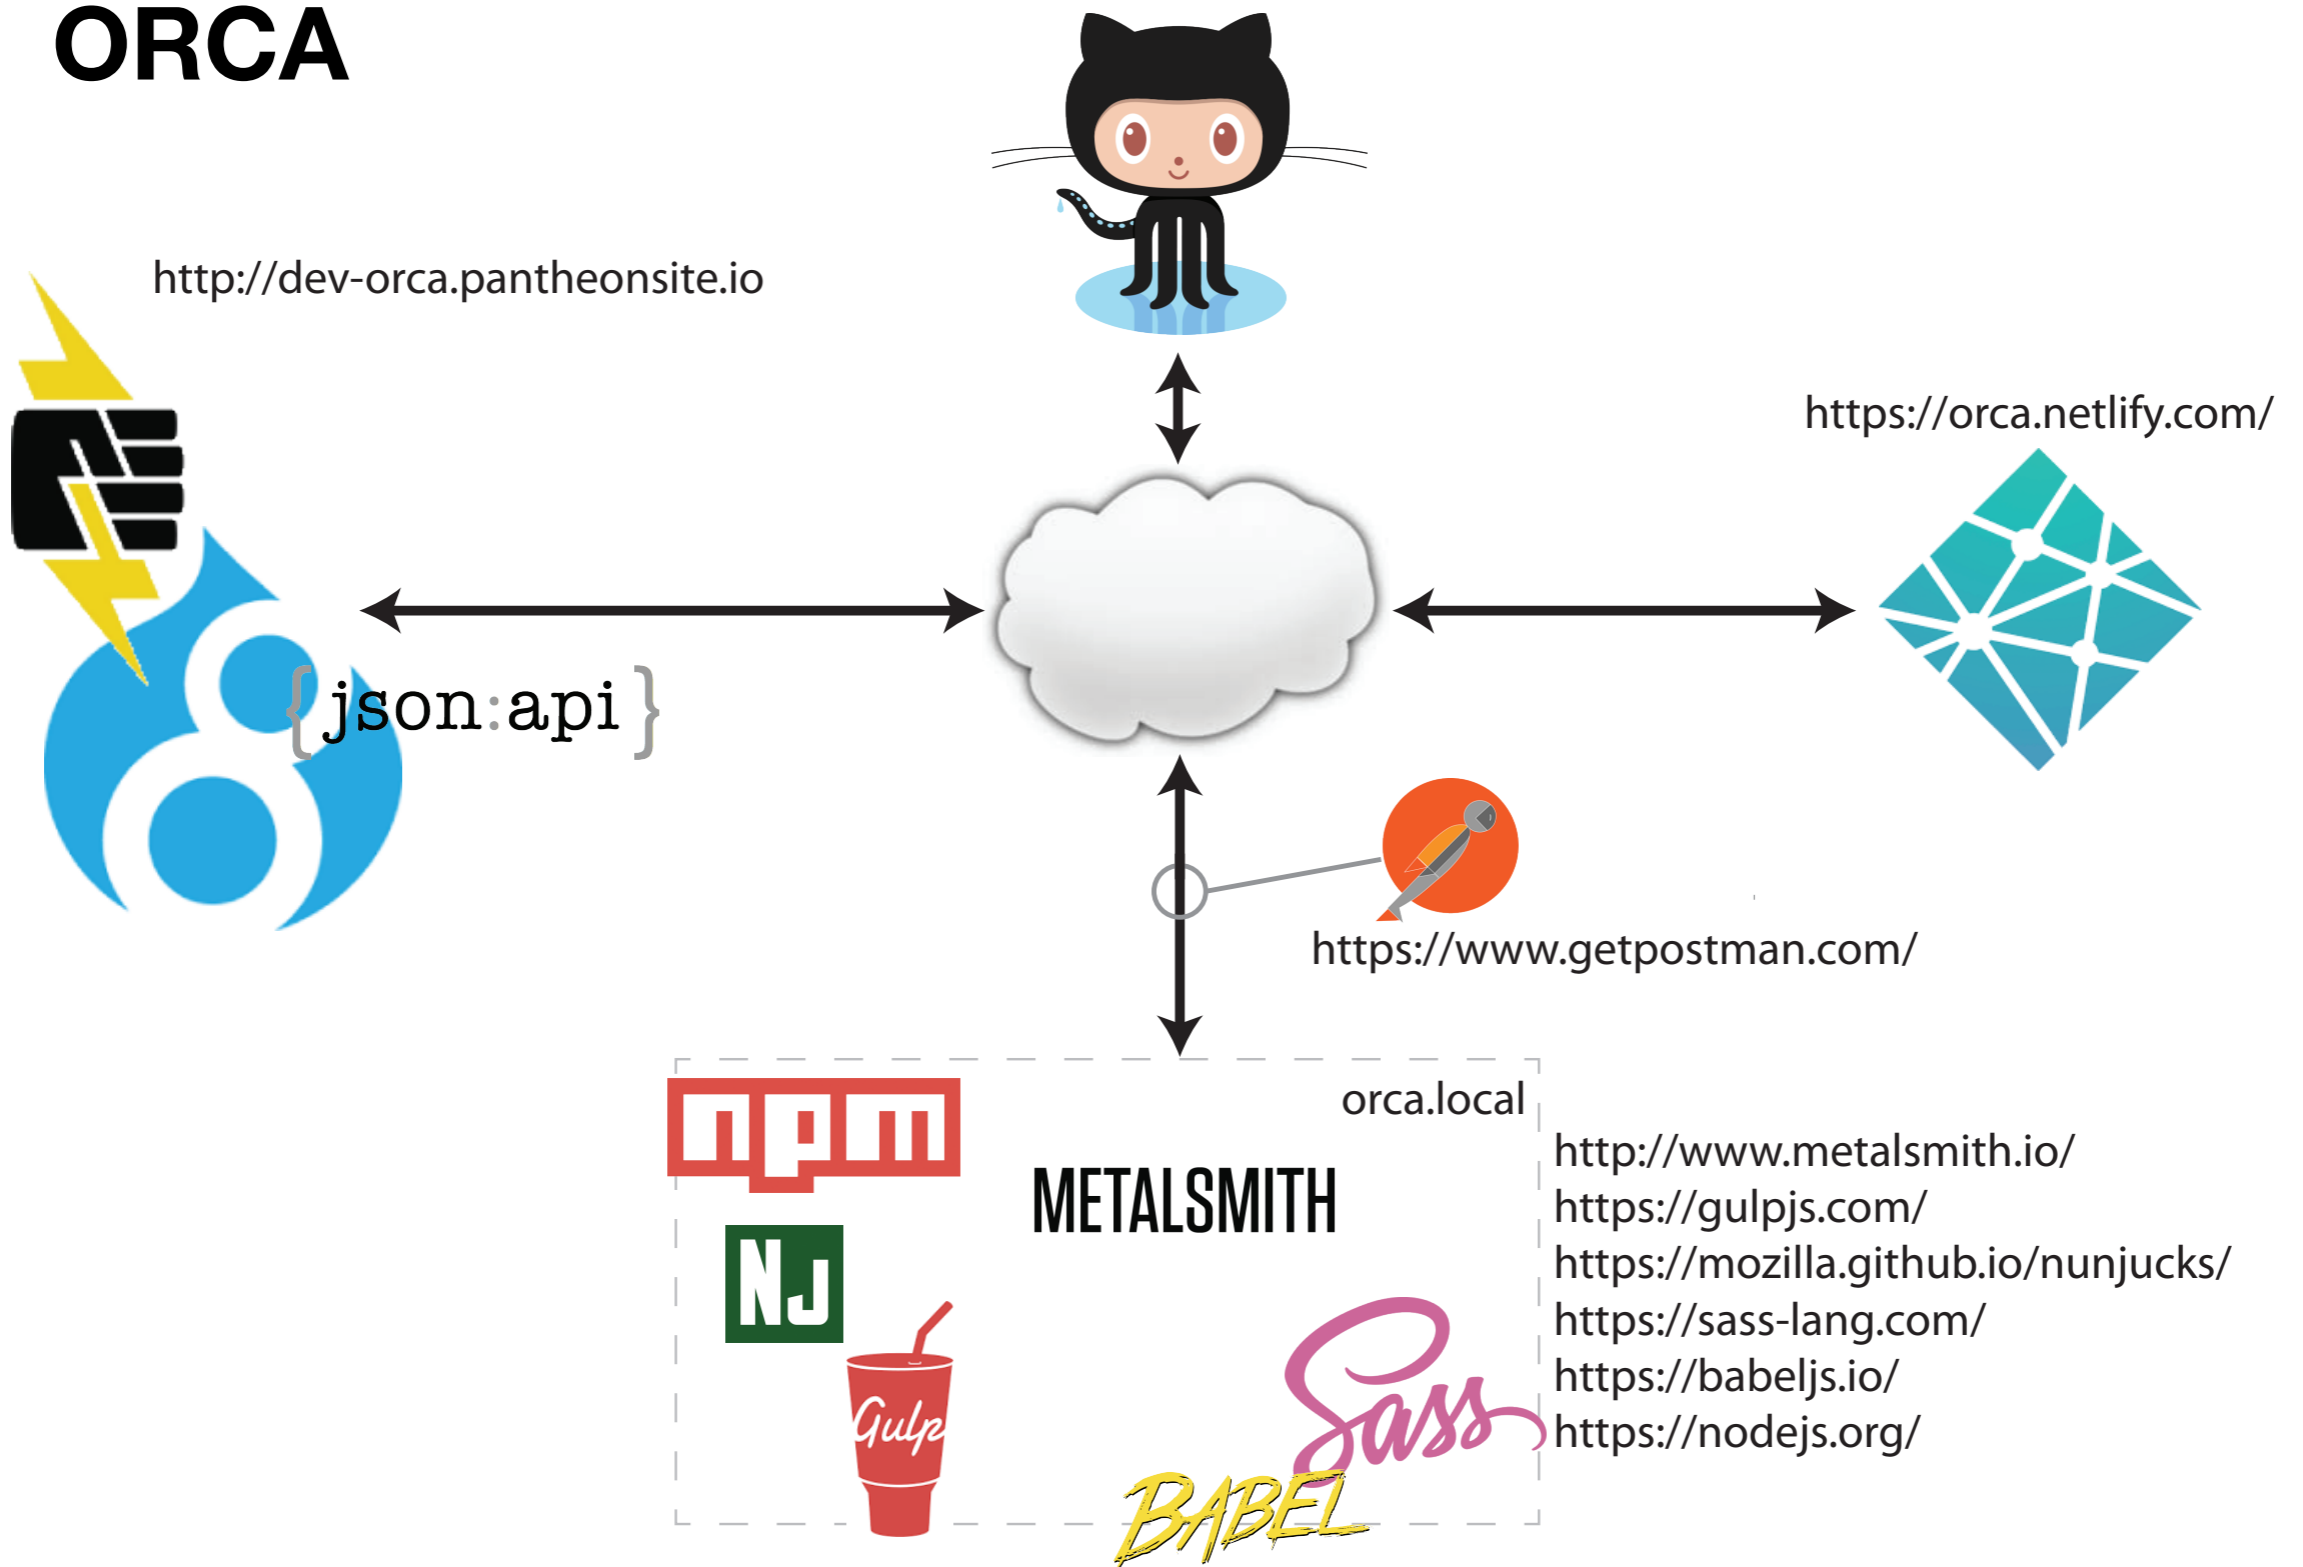 ORCA
http://dev-orca.pantheonsite.io
https://orca.netlify.com/
{json:api}
https://www.getpostman.com/
npm
orca.local
METALSMITH
NJ
Gulp
Sass
BABEL
http://www.metalsmith.io/
https://gulpjs.com/
https://mozilla.github.io/nunjucks/
https://sass-lang.com/
https://babeljs.io/
https://nodejs.org/